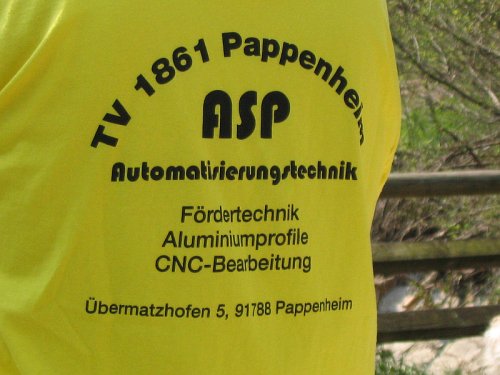 TV 1861 Pappenheim
ASP
Automatisierungstechnik
Fördertechnik
Aluminiumprofile
CNC-Bearbeitung
Übermatzhofen 5, 91788 Pappenheim